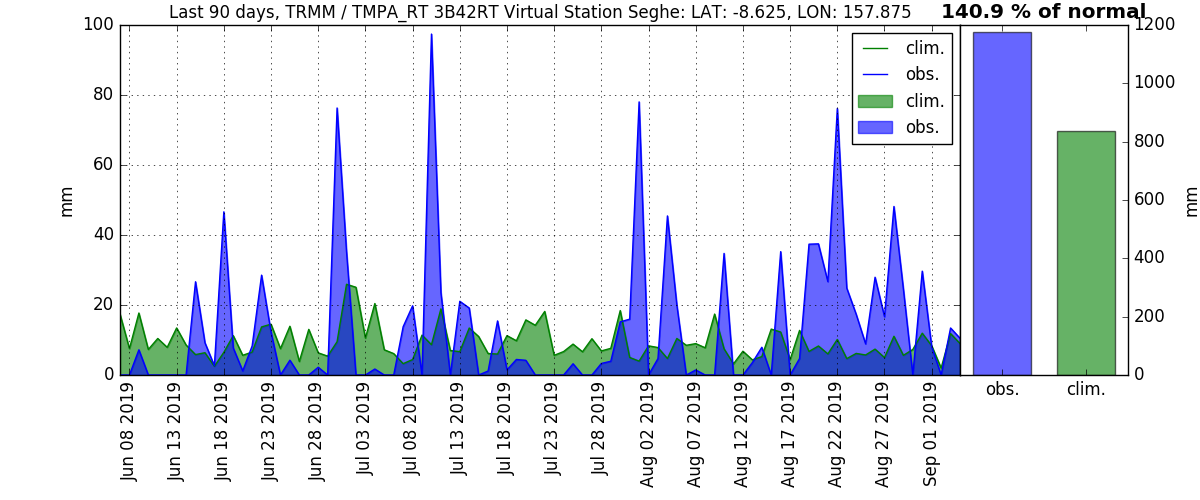 Last 90 days, TRMM / TMPA_RT 3B42RT Virtual Station Seghe: LAT: -8.625, LON: 157.875
140.9 % of normal
100
80
60
40
20
0
mm
clim.
obs.
clim.
obs.
1200
1000
800
600
400
200
0
mm
obs.
clim.
Jun 08 2019
Jun 13 2019
Jun 18 2019
Jun 23 2019
Jun 28 2019
Jul 03 2019
Jul 08 2019
Jul 13 2019
Jul 18 2019
Jul 23 2019
Jul 28 2019
Aug 02 2019
Aug 07 2019
Aug 12 2019
Aug 17 2019
Aug 22 2019
Aug 27 2019
Sep 01 2019